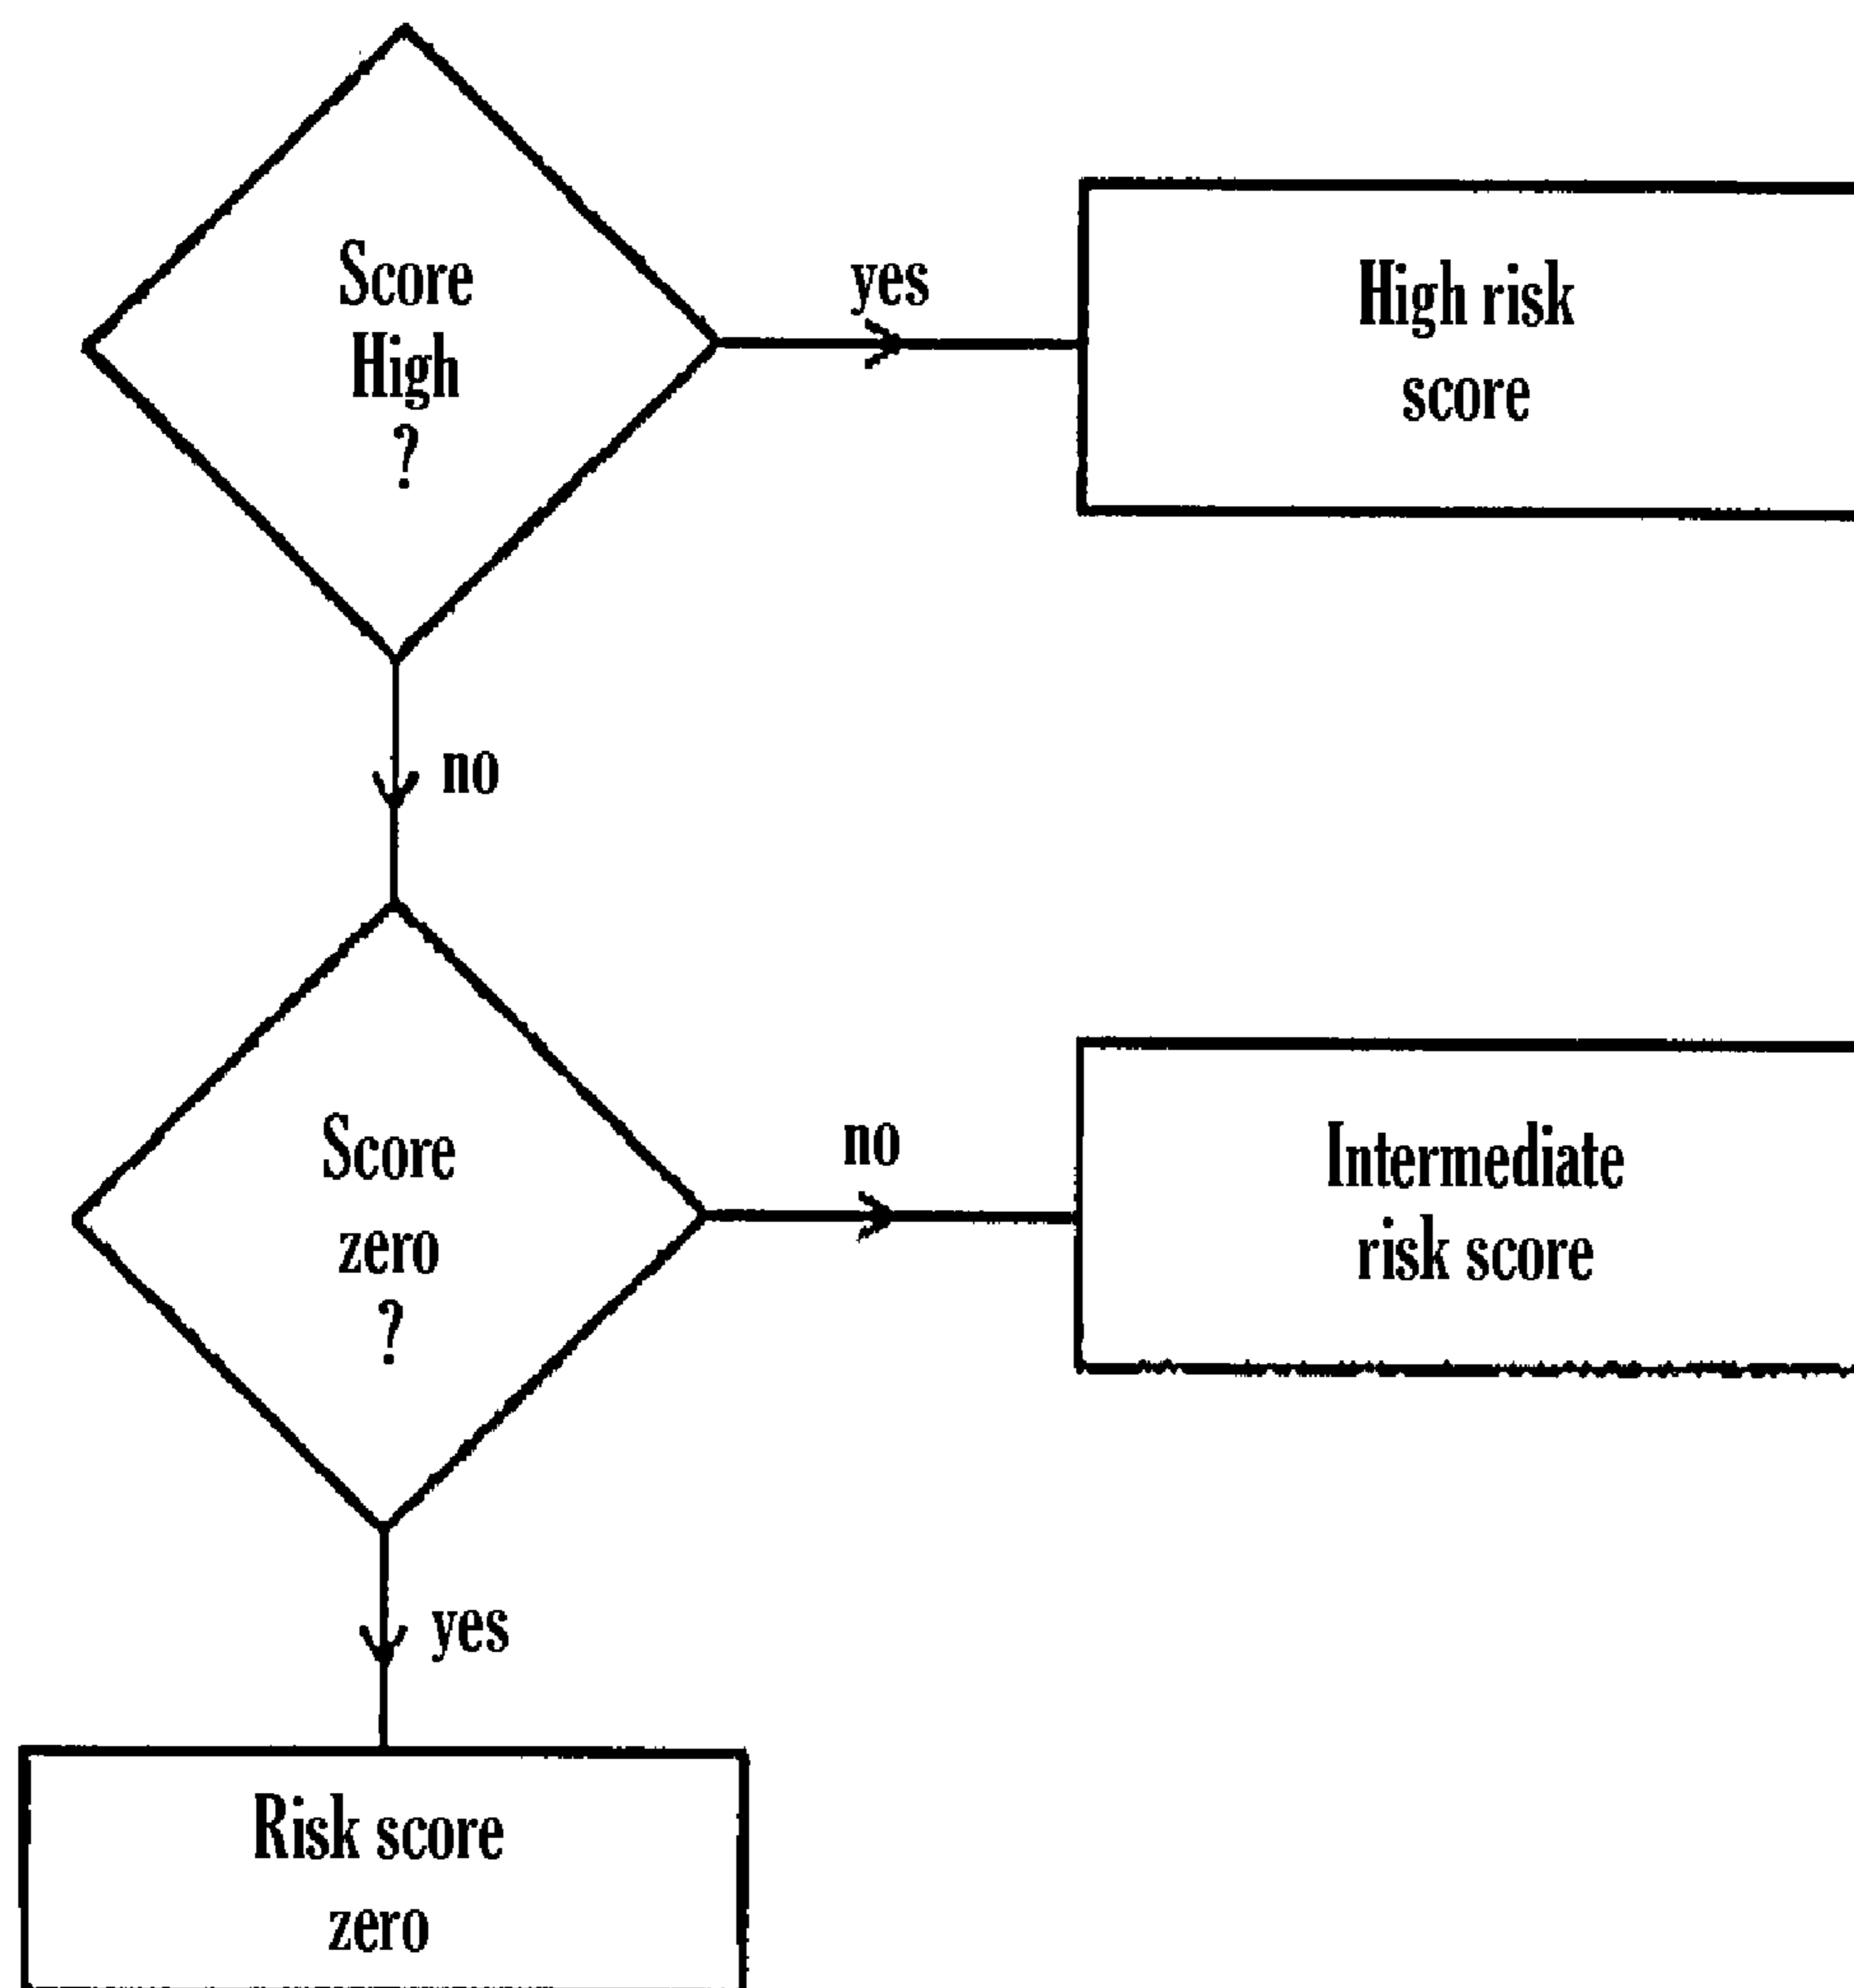 Score
High
?
yes
High risk
score
no
Score
zero
?
no
Intermediate
risk score
yes
Risk score
zero